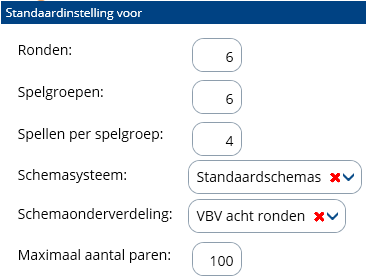 Standaardinstelling voor
Ronden: 6
Spelgroepen: 6
Spellen per spelgroep: 4
Schemasysteem: Standaardschemas
Schemaonderverdeling: VBV acht ronden
Maximaal aantal paren: 100